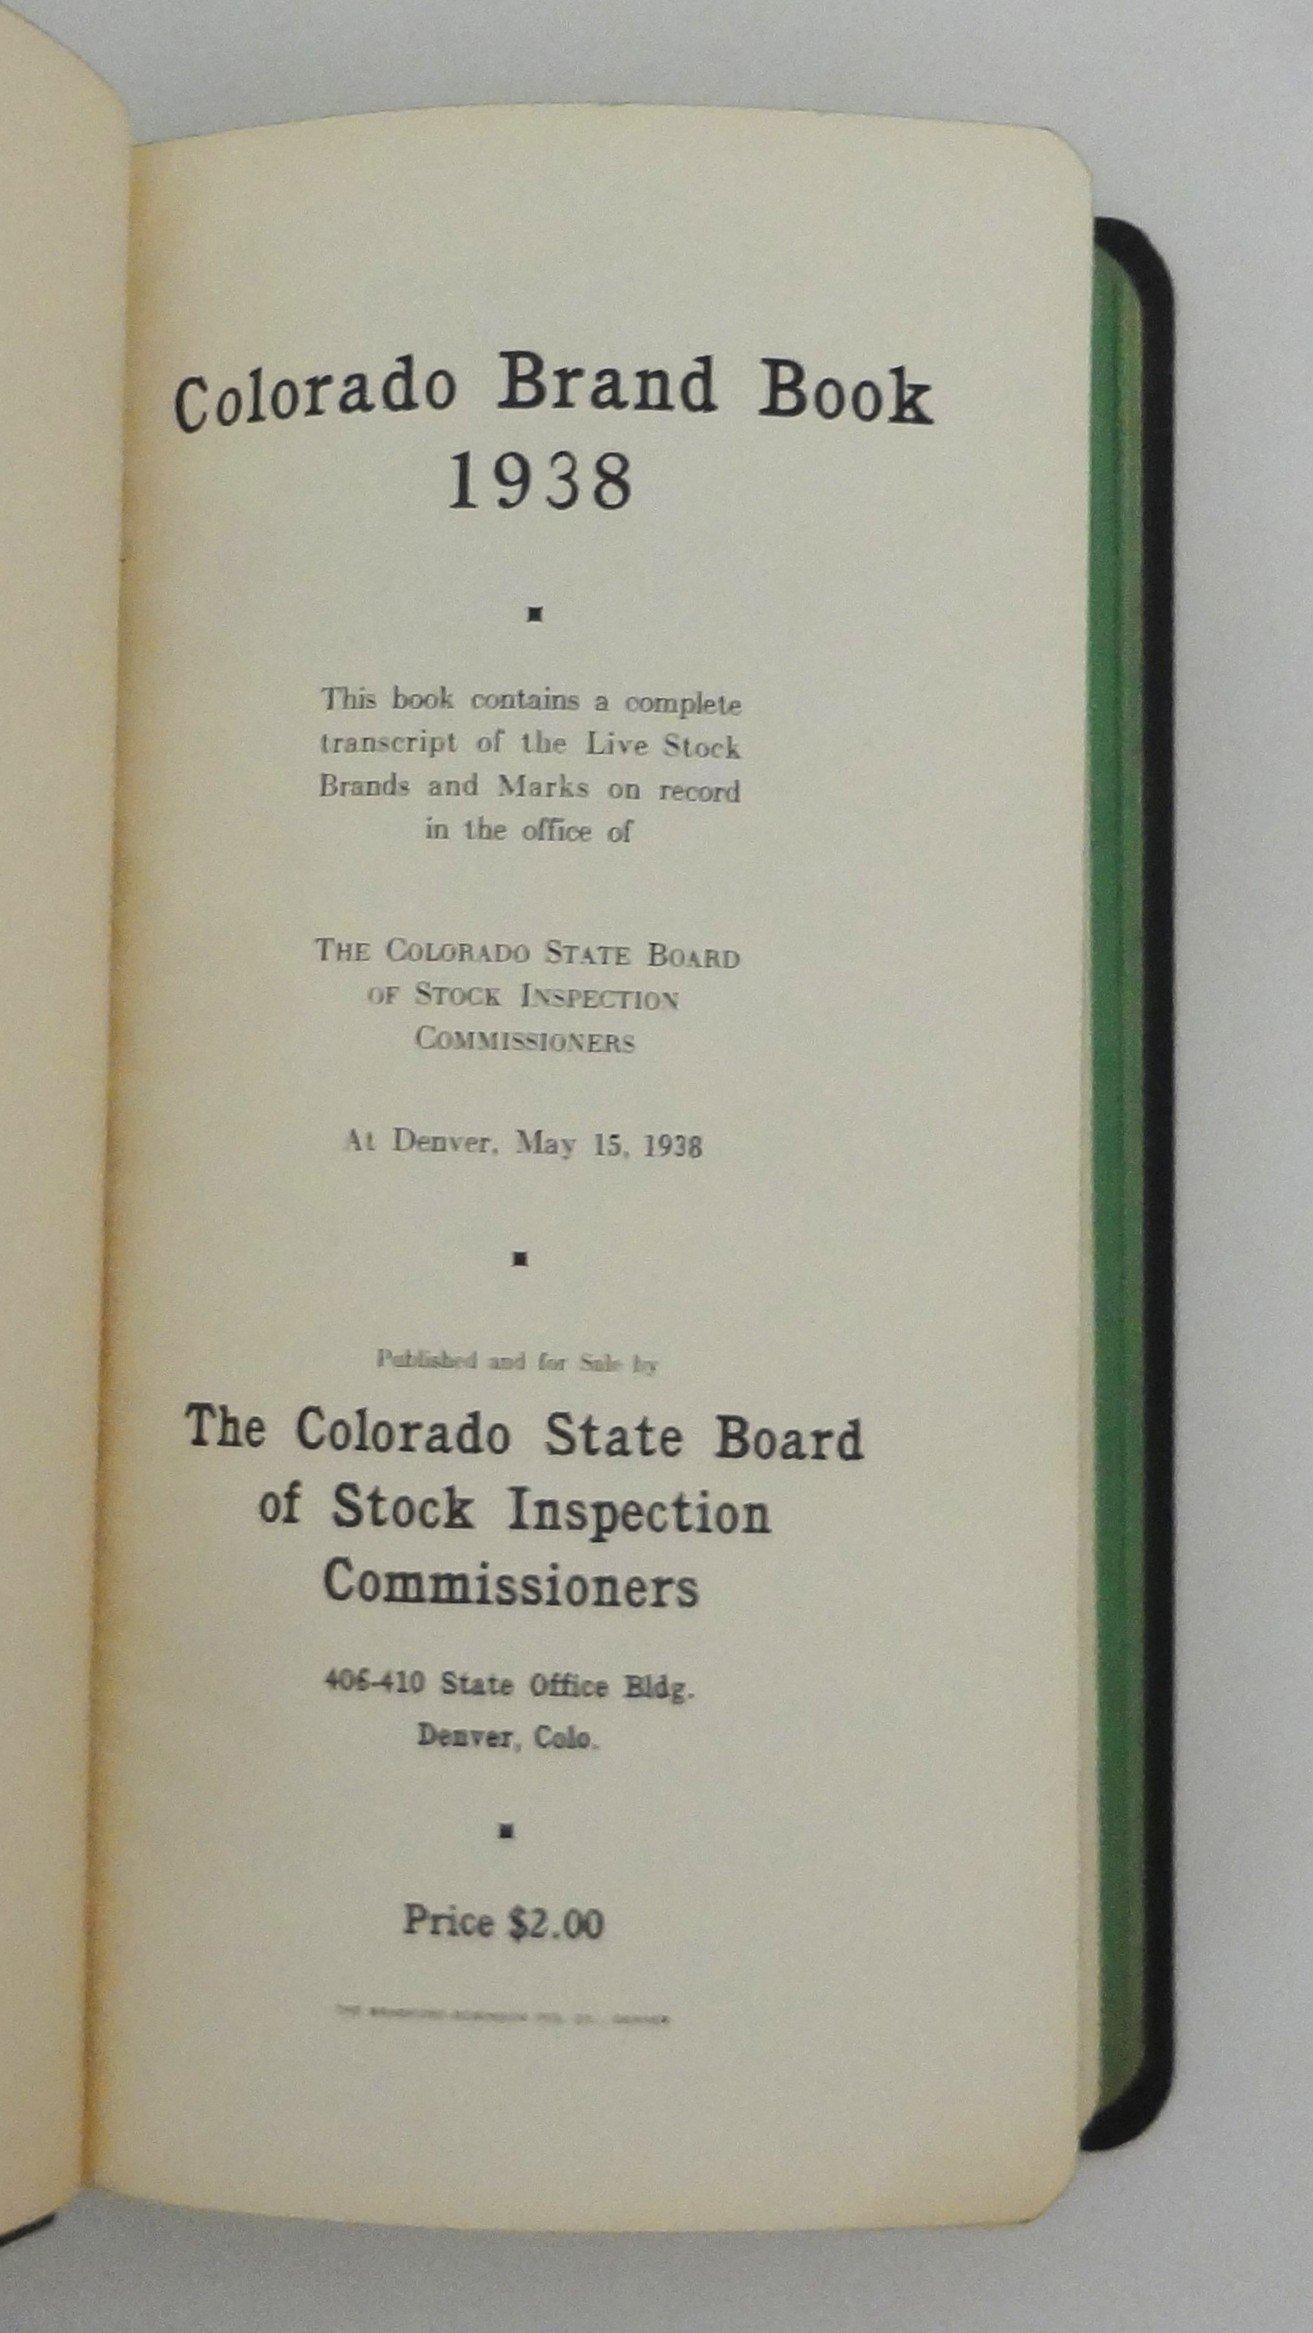 Colorado Brand Book
1938
This book contains a complete
transcript of the Live Stock
Brands and Marks on record
in the office of
THE COLORADO STATE BOARD
OF STOCK INSPECTION
COMMISSIONERS
At Denver, May 15, 1938
Published and for Sale by
The Colorado State Board
of Stock Inspection
Commissioners
406-410 State Office Bldg.
Denver, Colo.
Price $2.00